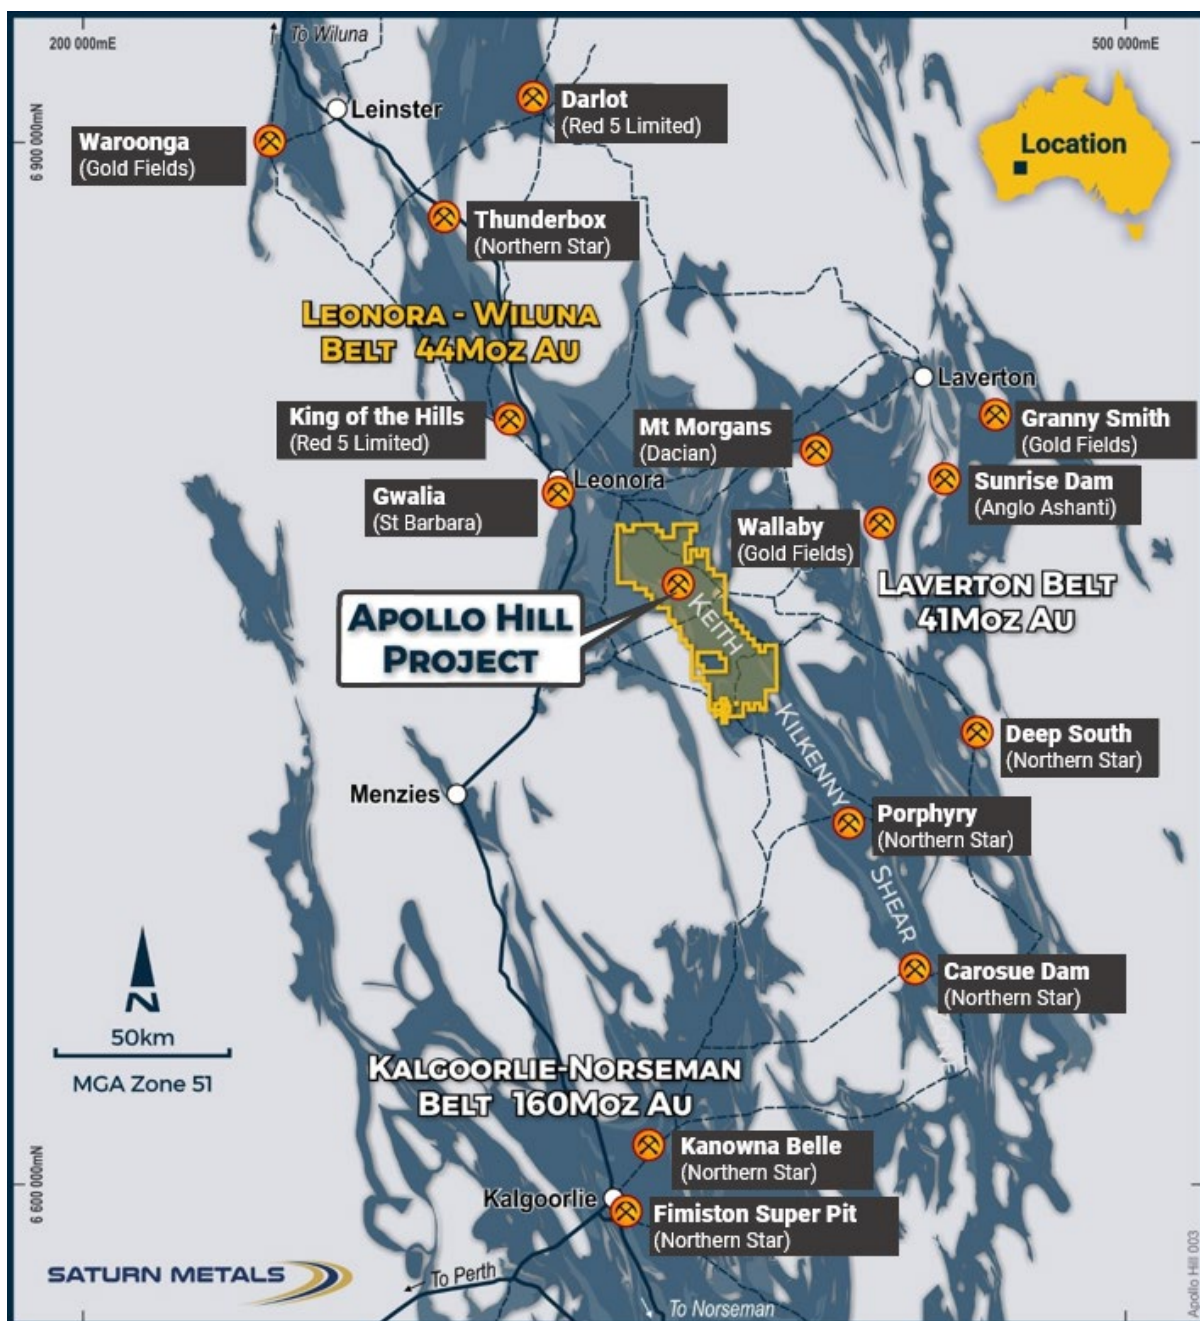 200 000mE
To Wiluna
500 000mE
Leinster
Darlot
(Red 5 Limited)
Waroonga
(Gold Fields)
6 900 000mN
Location
Thunderbox
(Northern Star)
LEONORA - WILUNA
BELT 44MOZ AU
Laverton
King of the Hills
(Red 5 Limited)
Mt Morgans
(Dacian)
Granny Smith
(Gold Fields)
Leonora
Gwalia
(St Barbara)
Sunrise Dam
(Anglo Ashanti)
Wallaby
(Gold Fields)
LAVERTON BELT
41MOZ AU
APOLLO HILL
PROJECT
KEITH
KILKENNY
SHEAR
Deep South
(Northern Star)
Menzies
Porphyry
(Northern Star)
Carosue Dam
(Northern Star)
N
50km
MGA Zone 51
KALGOORLIE-NORSEMAN
BELT 160MOZ AU
Kanowna Belle
(Northern Star)
6 600 000mN
Kalgoorlie
Fimiston Super Pit
(Northern Star)
SATURN METALS
To Perth
To Norseman
Apollo Hill 003